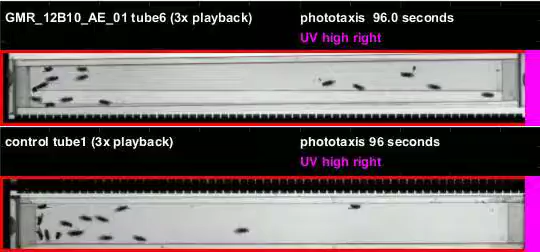 GMR_12B10_AE_01 tube6 (3x playback) phototaxis 96.0 seconds
UV high right
control tube1 (3x playback) phototaxis 96 seconds
UV high right